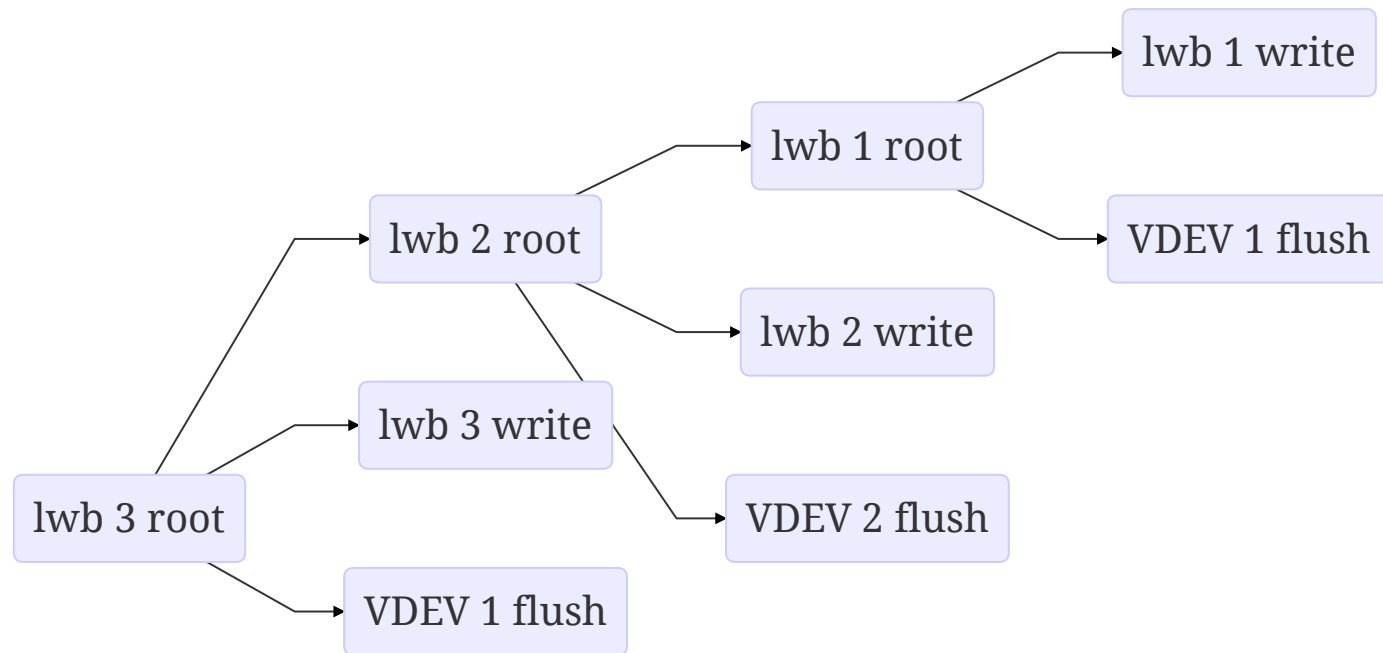 lwb 1 write
lwb 1 root
lwb 2 root
VDEV 1 flush
lwb 2 write
lwb 3 write
lwb 3 root
VDEV 2 flush
VDEV 1 flush